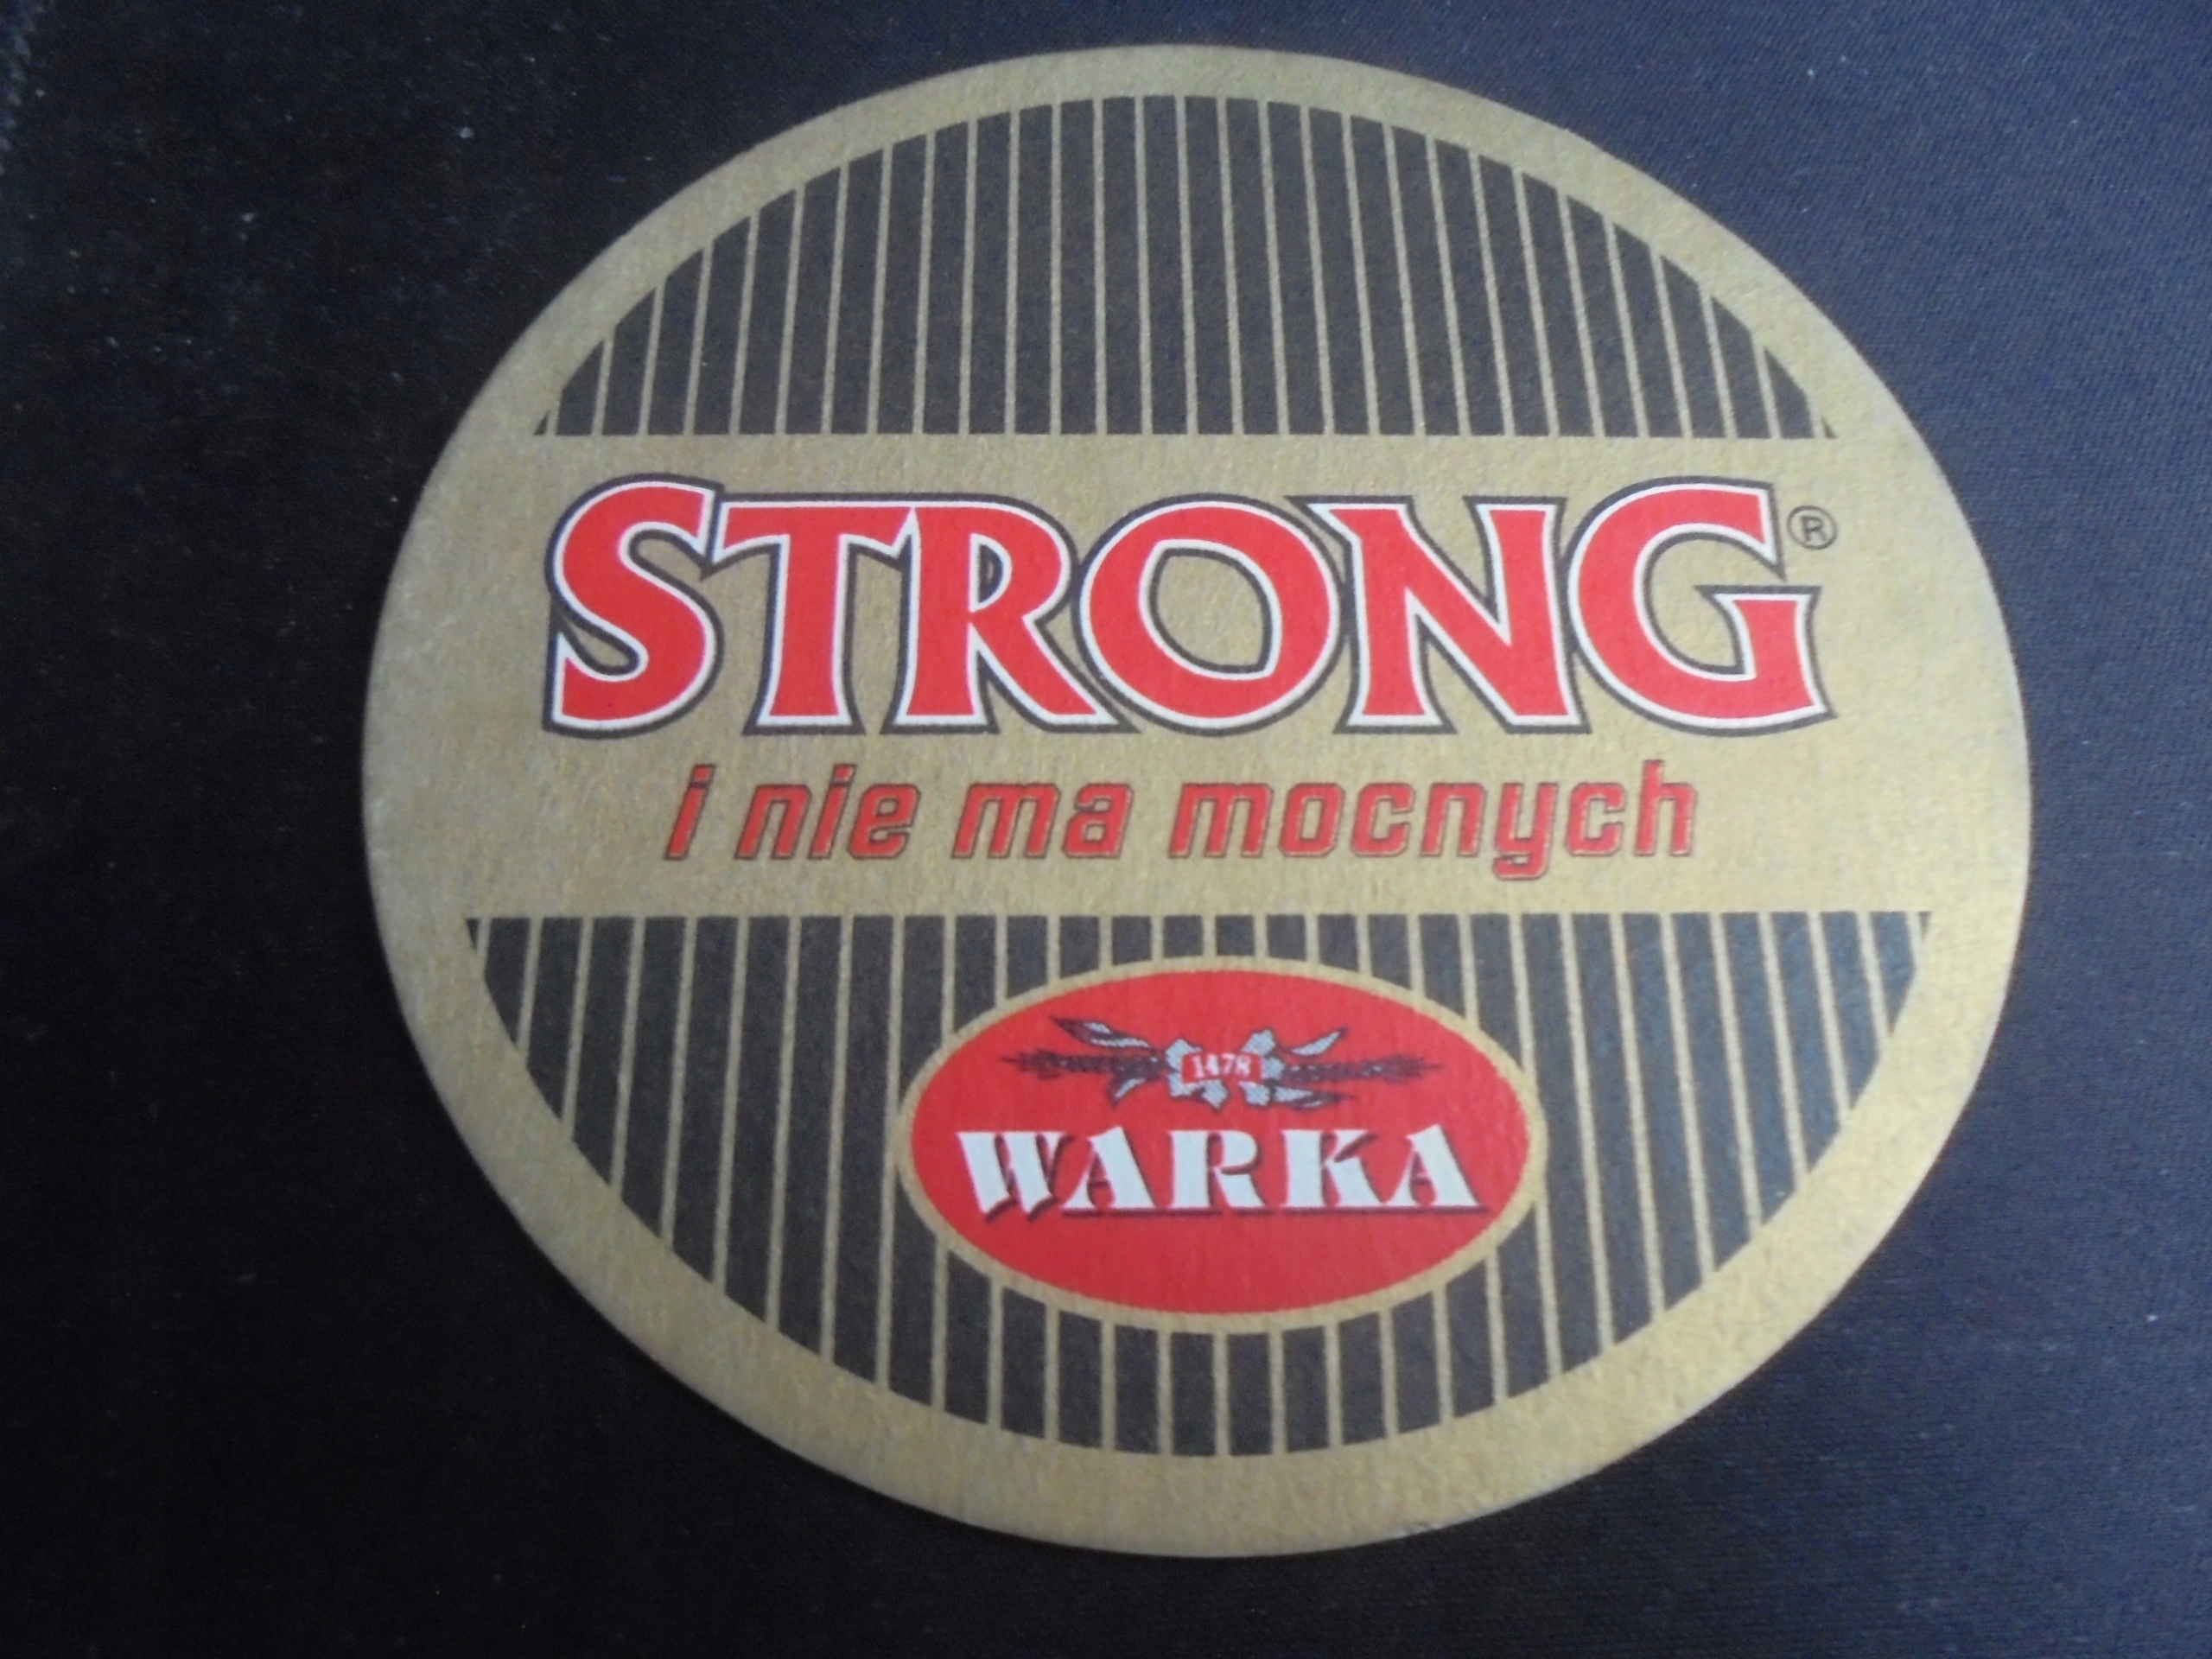 STRONG®
i nie ma mocnych
1478
WARKA